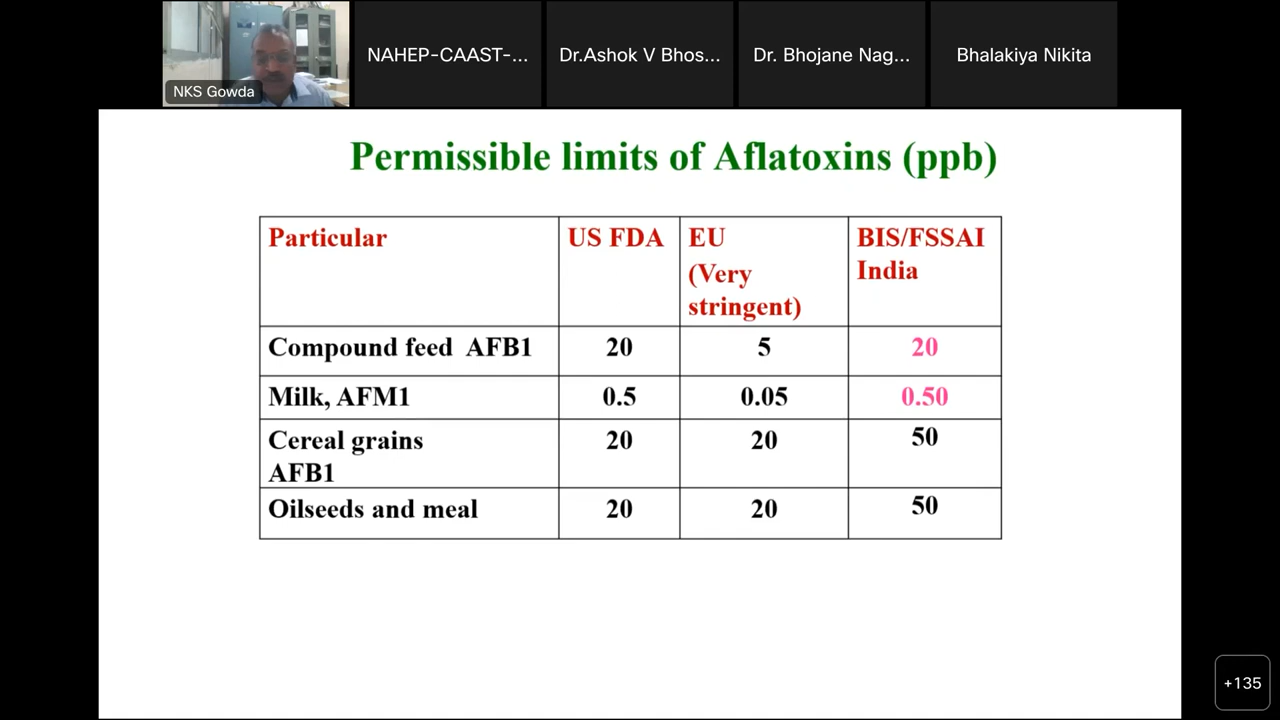 NKS Gowda
NAHEP-CAAST-...
Dr.Ashok V Bhos...
Dr. Bhojane Nag...
Bhalakiya Nikita
Permissible limits of Aflatoxins (ppb)
Particular
US FDA
EU
(Very
stringent)
BIS/FSSAI
India
Compound feed AFB1
20
5
20
Milk, AFM1
0.5
0.05
0.50
Cereal grains
AFB1
20
20
50
Oilseeds and meal
20
20
50
+135